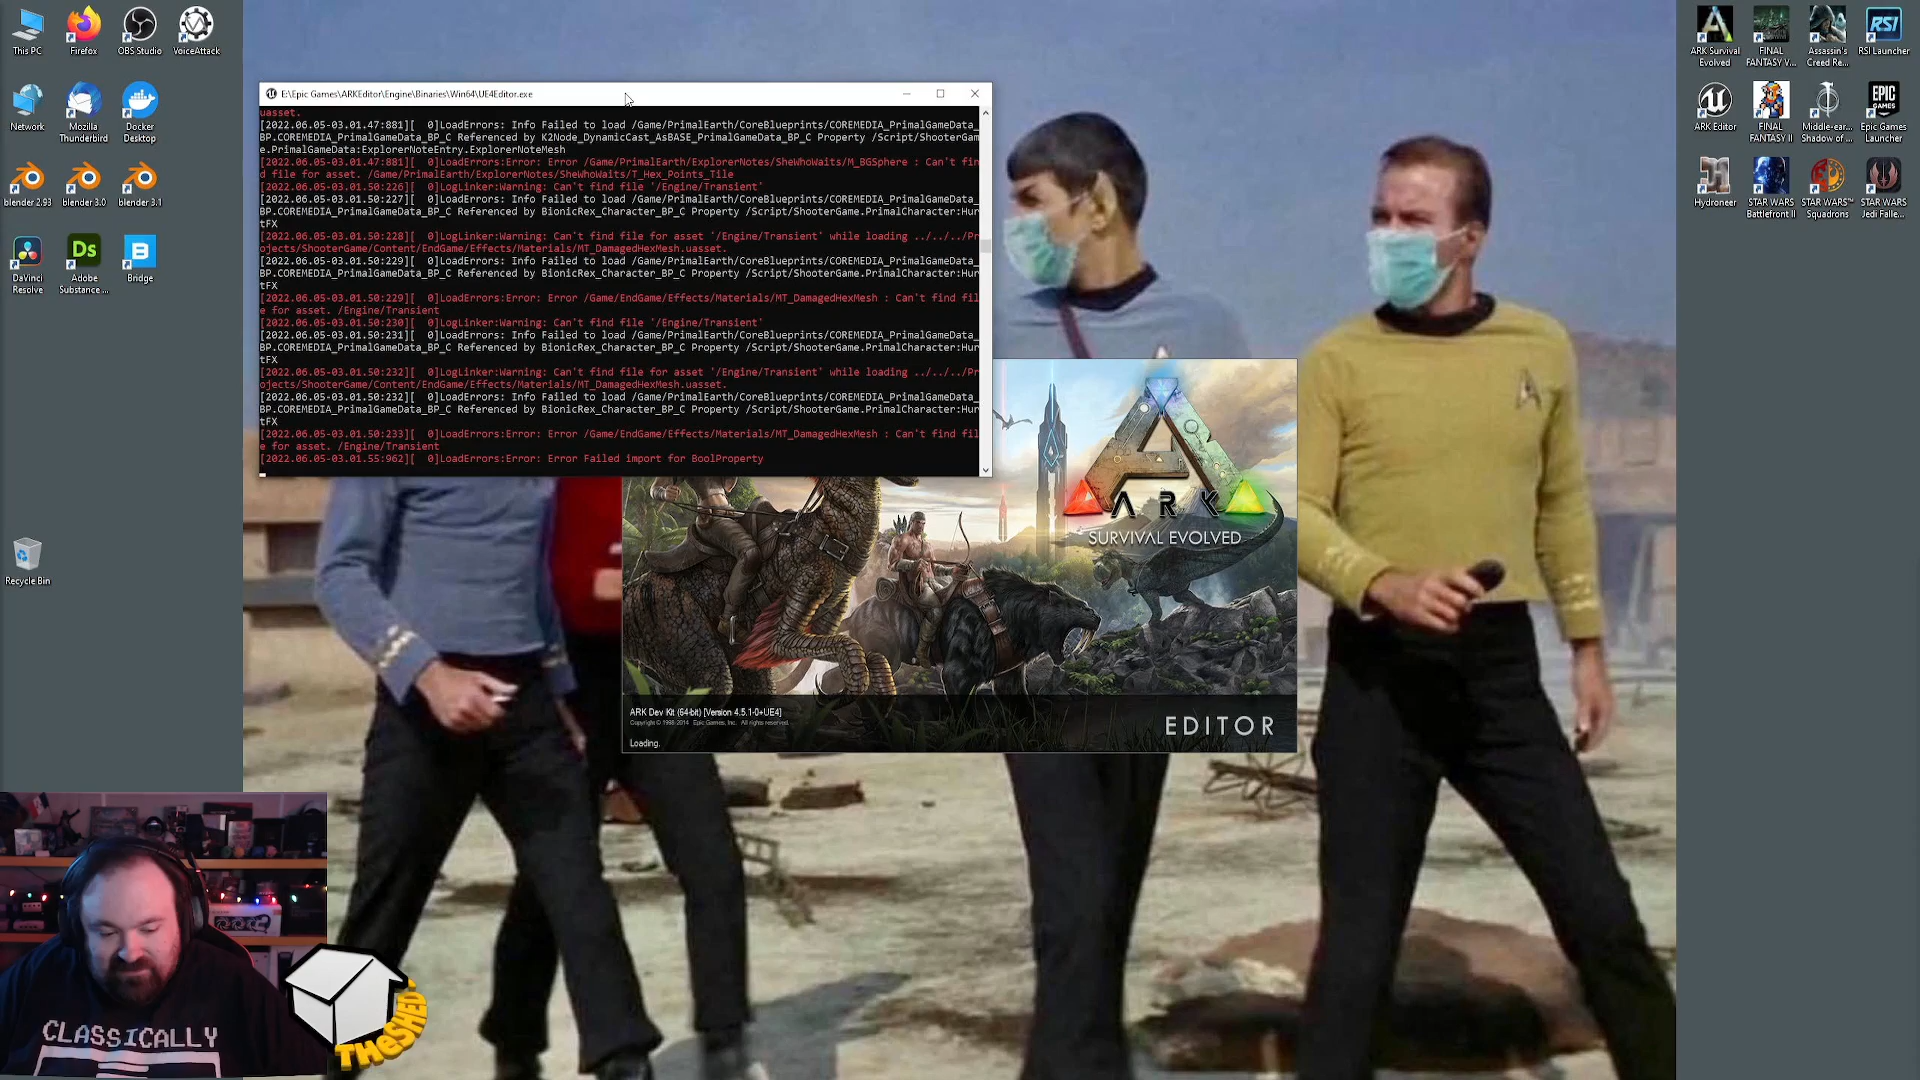 This PC
Firefox
OBS Studio
VoiceAttack
Network
Mozilla
Thunderbird
Docker
Desktop
blender 2.93
blender 3.0
blender 3.1
DaVinci
Resolve
Ds
Adobe
Substance ...
Bridge
Recycle Bin
E:\Epic Games\ARKEditor\Engine\Binaries\Win64\UE4Editor.exe
uasset.
[2022.06.05-03.01.47:881][  0]LoadErrors: Info Failed to load /Game/PrimalEarth/CoreBlueprints/COREMEDIA_PrimalGameData_
BP.COREMEDIA_PrimalGameData_BP_C Referenced by K2Node_DynamicCast_AsBASE_PrimalGameData_BP_C Property /Script/ShooterGam
e.PrimalGameData:ExplorerNoteEntry.ExplorerNoteMesh
[2022.06.05-03.01.47:881][  0]LoadErrors:Error: Error /Game/PrimalEarth/ExplorerNotes/SheWhoWaits/M_BGSphere : Can't fin
d file for asset. /Game/PrimalEarth/ExplorerNotes/SheWhoWaits/T_Hex_Points_Tile
[2022.06.05-03.01.50:226][  0]LogLinker:Warning: Can't find file '/Engine/Transient'
[2022.06.05-03.01.50:227][  0]LoadErrors: Info Failed to load /Game/PrimalEarth/CoreBlueprints/COREMEDIA_PrimalGameData_
BP.COREMEDIA_PrimalGameData_BP_C Referenced by BionicRex_Character_BP_C Property /Script/ShooterGame.PrimalCharacter:Hur
tFX
[2022.06.05-03.01.50:228][  0]LogLinker:Warning: Can't find file for asset '/Engine/Transient' while loading ../../../Pr
ojects/ShooterGame/Content/EndGame/Effects/Materials/MT_DamagedHexMesh.uasset.
[2022.06.05-03.01.50:229][  0]LoadErrors: Info Failed to load /Game/PrimalEarth/CoreBlueprints/COREMEDIA_PrimalGameData_
BP.COREMEDIA_PrimalGameData_BP_C Referenced by BionicRex_Character_BP_C Property /Script/ShooterGame.PrimalCharacter:Hur
tFX
[2022.06.05-03.01.50:229][  0]LoadErrors:Error: Error /Game/EndGame/Effects/Materials/MT_DamagedHexMesh : Can't find fil
e for asset. /Engine/Transient
[2022.06.05-03.01.50:230][  0]LogLinker:Warning: Can't find file '/Engine/Transient'
[2022.06.05-03.01.50:231][  0]LoadErrors: Info Failed to load /Game/PrimalEarth/CoreBlueprints/COREMEDIA_PrimalGameData_
BP.COREMEDIA_PrimalGameData_BP_C Referenced by BionicRex_Character_BP_C Property /Script/ShooterGame.PrimalCharacter:Hur
tFX
[2022.06.05-03.01.50:232][  0]LogLinker:Warning: Can't find file for asset '/Engine/Transient' while loading ../../../Pr
ojects/ShooterGame/Content/EndGame/Effects/Materials/MT_DamagedHexMesh.uasset.
[2022.06.05-03.01.50:232][  0]LoadErrors: Info Failed to load /Game/PrimalEarth/CoreBlueprints/COREMEDIA_PrimalGameData_
BP.COREMEDIA_PrimalGameData_BP_C Referenced by BionicRex_Character_BP_C Property /Script/ShooterGame.PrimalCharacter:Hur
tFX
[2022.06.05-03.01.50:233][  0]LoadErrors:Error: Error /Game/EndGame/Effects/Materials/MT_DamagedHexMesh : Can't find fil
e for asset. /Engine/Transient
[2022.06.05-03.01.55:962][  0]LoadErrors:Error: Error Failed import for BoolProperty
ARK
SURVIVAL EVOLVED
ARK Dev Kit (64-bit) [Version 4.5.1-0+UE4]
Copyright © 1998-2014 Epic Games, Inc. All rights reserved.
Loading.
EDITOR
ARK Survival
Evolved
FINAL
FANTASY V...
Assassin's
Creed Re...
RSI
RSI Launcher
ARK Editor
FINAL
FANTASY II
Middle-ear...
Shadow of ...
EPIC
GAMES
Epic Games
Launcher
Hydroneer
STAR WARS
Battlefront II
STAR WARS™
Squadrons
STAR WARS
Jedi Falle...
CLASSICALLY
THeSHED